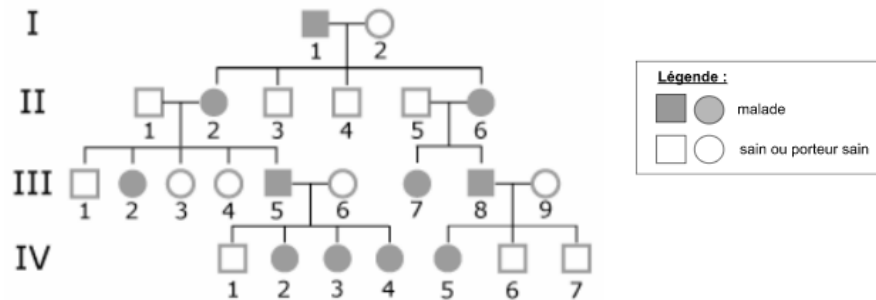 I
1 2
II
1 2 3 4 5 6
III
1 2 3 4 5 6 7 8 9
IV
1 2 3 4 5 6 7
Légende :
malade
sain ou porteur sain